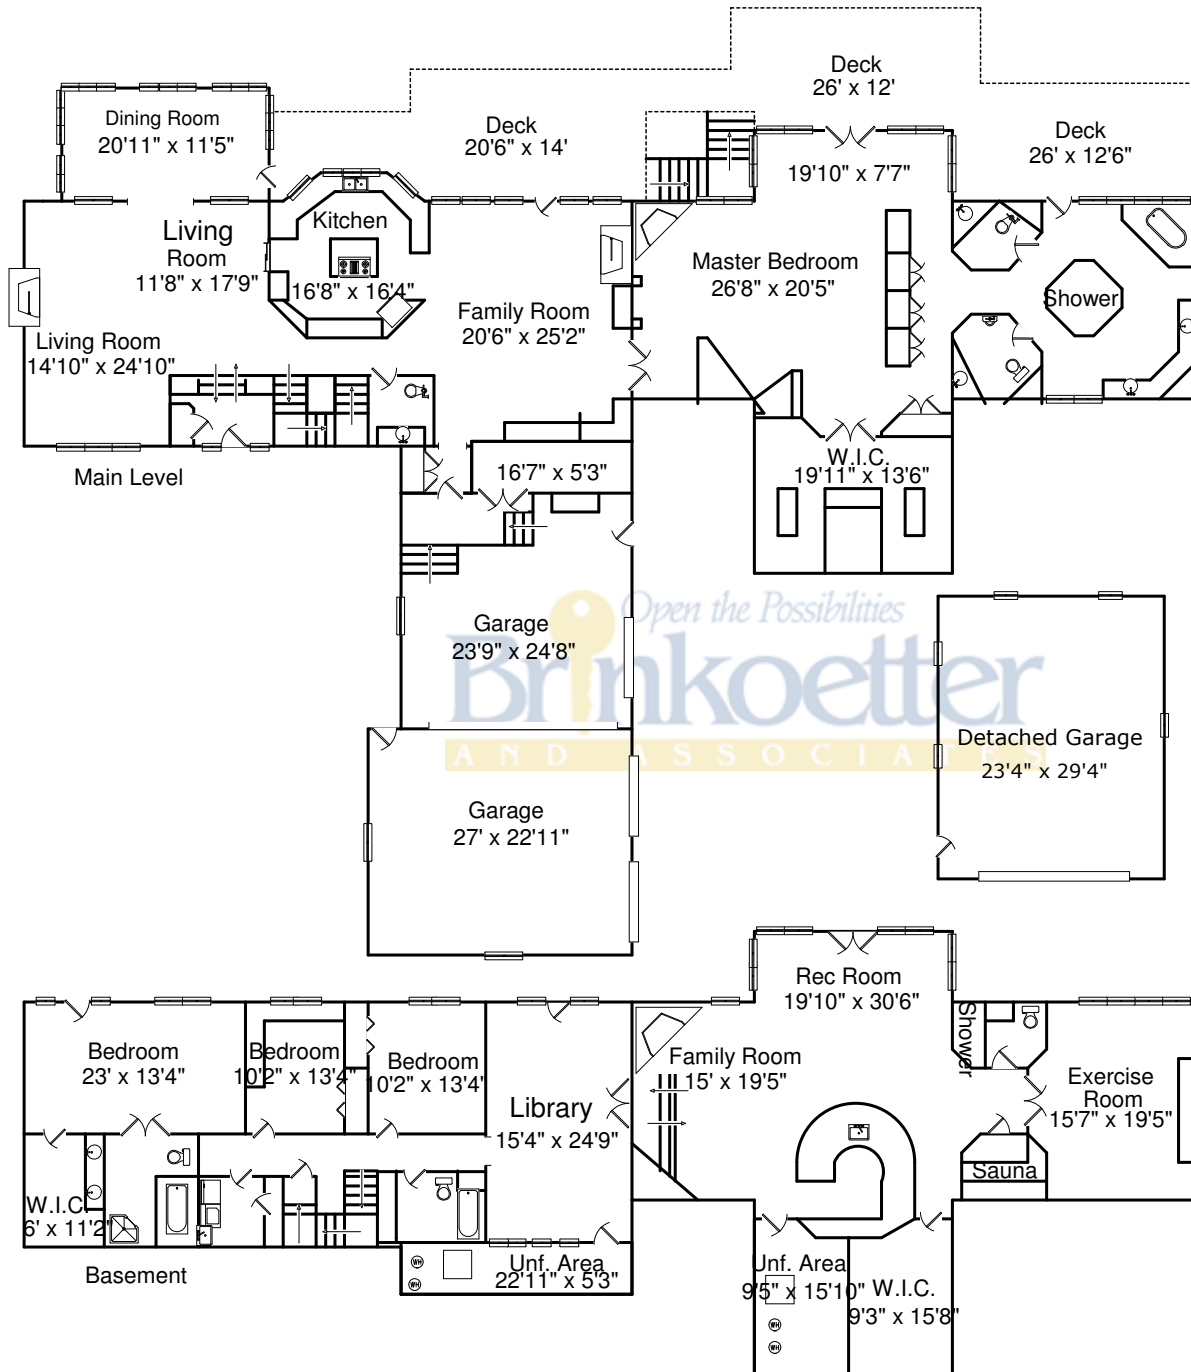 Deck
26' x 12'
Dining Room
20'11" x 11'5"
Deck
20'6" x 14'
Deck
26' x 12'6"
19'10" x 7'7"
Kitchen
16'8" x 16'4"
Living
Room
11'8" x 17'9"
Master Bedroom
26'8" x 20'5"
Shower
Family Room
20'6" x 25'2"
Living Room
14'10" x 24'10"
Main Level
16'7" x 5'3"
W.I.C.
19'11" x 13'6"
Open the Possibilities
Brinkoetter
AND ASSOCIATES
Garage
23'9" x 24'8"
Detached Garage
23'4" x 29'4"
Garage
27' x 22'11"
Rec Room
19'10" x 30'6"
Shower
Bedroom
23' x 13'4"
Bedroom
10'2" x 13'4"
Bedroom
10'2" x 13'4'
Library
15'4" x 24'9"
Family Room
15' x 19'5"
Exercise
Room
15'7" x 19'5"
Sauna
W.I.C.
6' x 11'2"
Basement
WH
WH
Unf. Area
22'11" x 5'3"
Unf. Area
9'5" x 15'10"
W.I.C.
9'3" x 15'8"
WH
WH